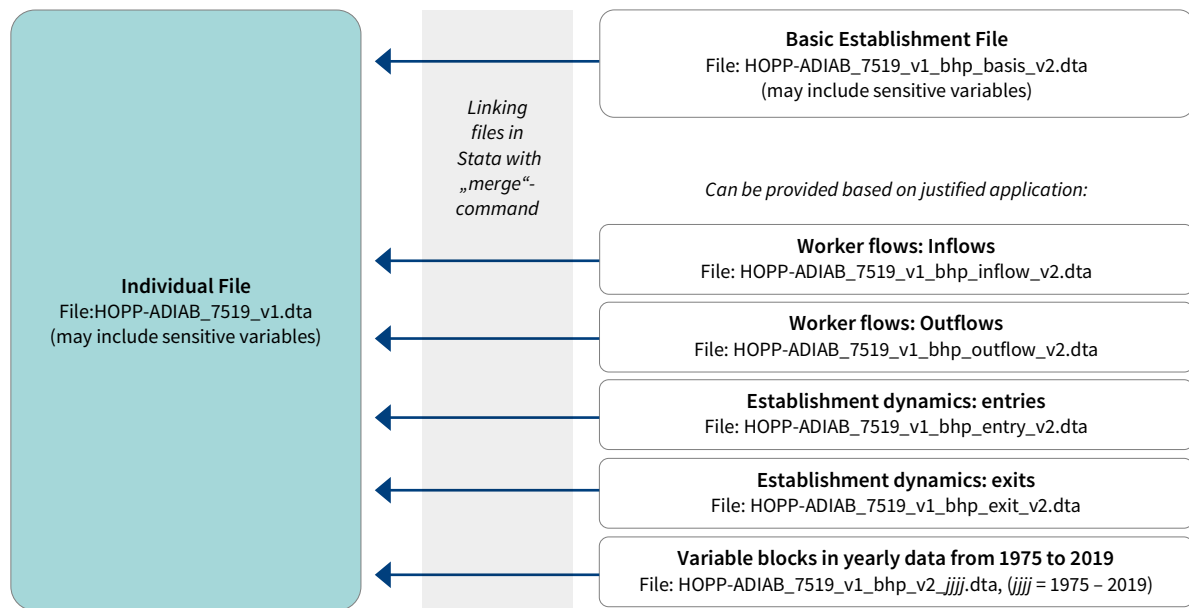 Individual File
File:HOPP-ADIAB_7519_v1.dta
(may include sensitive variables)
Linking
files in
Stata with
„merge“-
command
Basic Establishment File
File: HOPP-ADIAB_7519_v1_bhp_basis_v2.dta
(may include sensitive variables)
Can be provided based on justified application:
Worker flows: Inflows
File: HOPP-ADIAB_7519_v1_bhp_inflow_v2.dta
Worker flows: Outflows
File: HOPP-ADIAB_7519_v1_bhp_outflow_v2.dta
Establishment dynamics: entries
File: HOPP-ADIAB_7519_v1_bhp_entry_v2.dta
Establishment dynamics: exits
File: HOPP-ADIAB_7519_v1_bhp_exit_v2.dta
Variable blocks in yearly data from 1975 to 2019
File: HOPP-ADIAB_7519_v1_bhp_v2_jjjj.dta, (jjjj = 1975 – 2019)